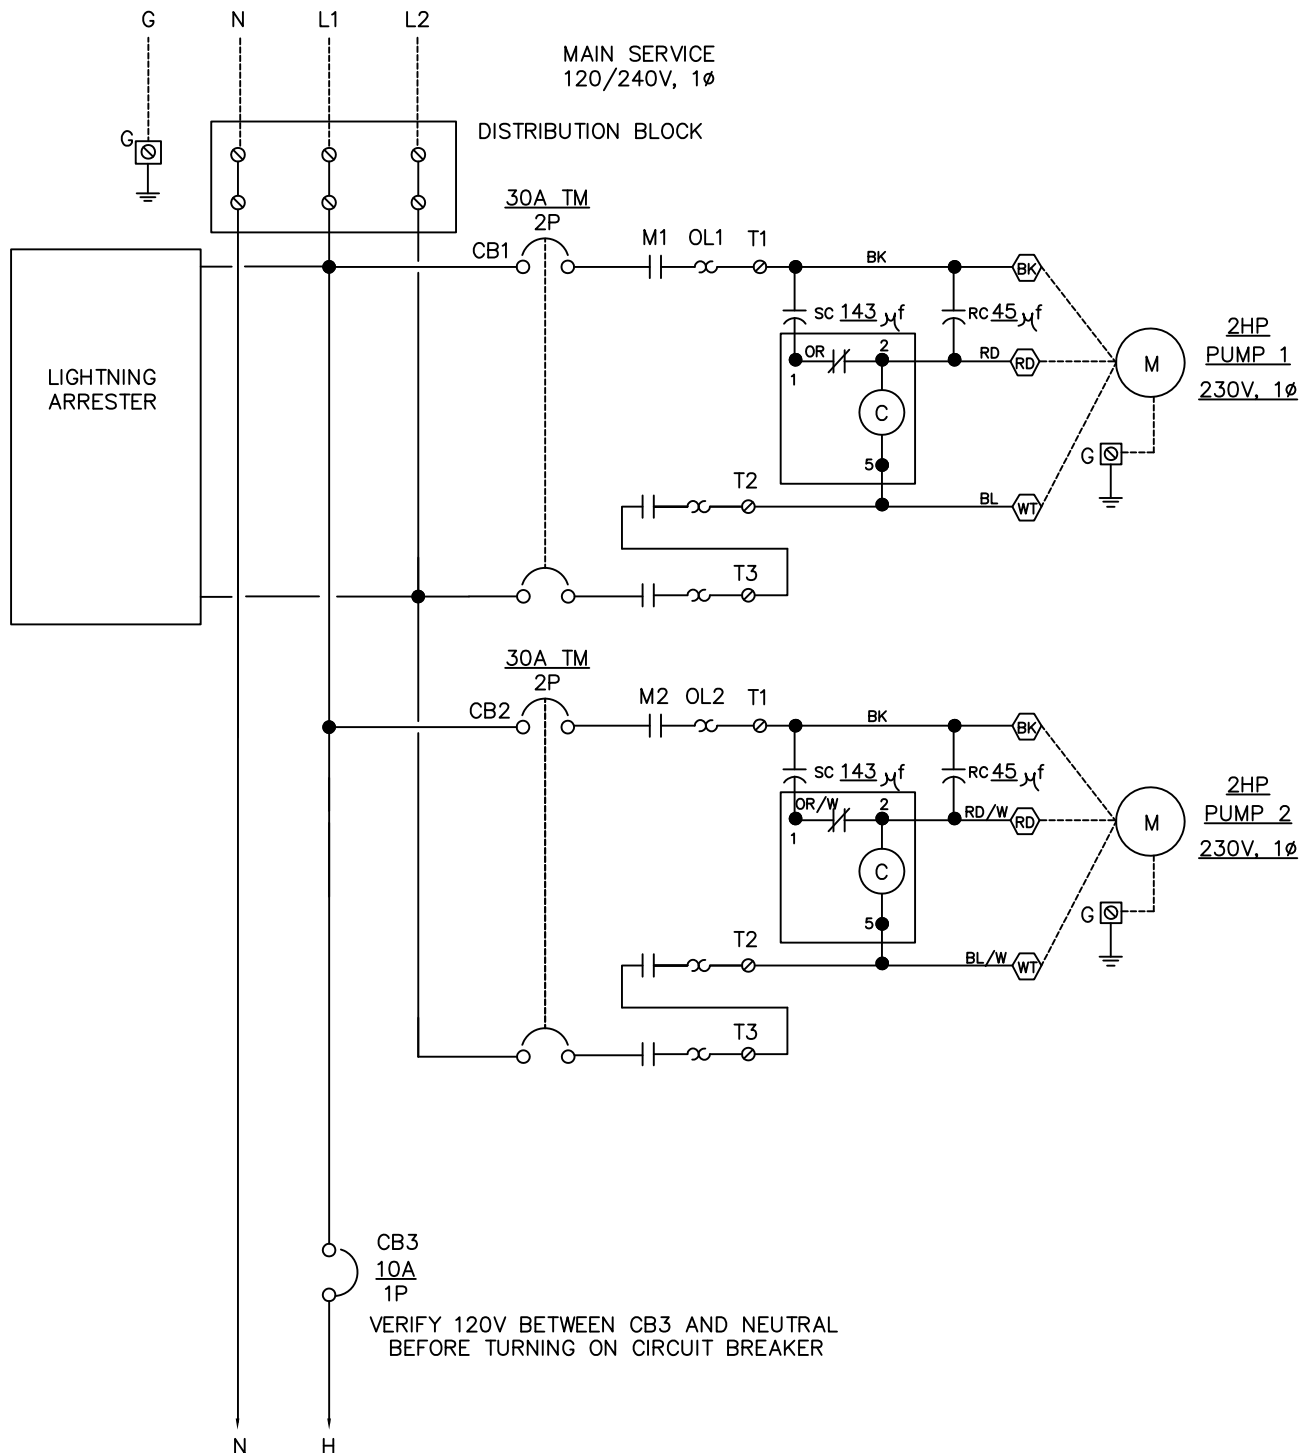 G N L1 L2
MAIN SERVICE
120/240V, 1ø
DISTRIBUTION BLOCK
G
30A TM
2P
CB1
M1 OL1 T1
BK
BK
SC 143 µf
RC 45 µf
OR
1
2
RD
RD
C
5
M
2HP
PUMP 1
230V, 1ø
G
LIGHTNING
ARRESTER
T2
BL
WT
T3
30A TM
2P
CB2
M2 OL2 T1
BK
BK
SC 143 µf
RC 45 µf
OR/W
1
2
RD/W
RD
C
5
M
2HP
PUMP 2
230V, 1ø
G
T2
BL/W
WT
T3
CB3
10A
1P
VERIFY 120V BETWEEN CB3 AND NEUTRAL
BEFORE TURNING ON CIRCUIT BREAKER
N H